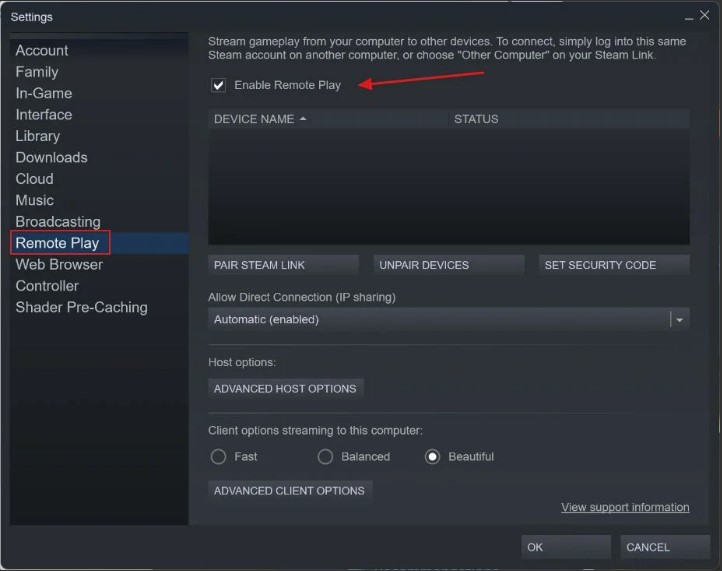 Settings
Account
Family
In-Game
Interface
Library
Downloads
Cloud
Music
Broadcasting
Remote Play
Web Browser
Controller
Shader Pre-Caching
Stream gameplay from your computer to other devices. To connect, simply log into this same
Steam account on another computer, or choose "Other Computer" on your Steam Link.
Enable Remote Play
DEVICE NAME STATUS
PAIR STEAM LINK UNPAIR DEVICES SET SECURITY CODE
Allow Direct Connection (IP sharing)
Automatic (enabled)
Host options:
ADVANCED HOST OPTIONS
Client options streaming to this computer:
Fast Balanced Beautiful
ADVANCED CLIENT OPTIONS
View support information
OK CANCEL